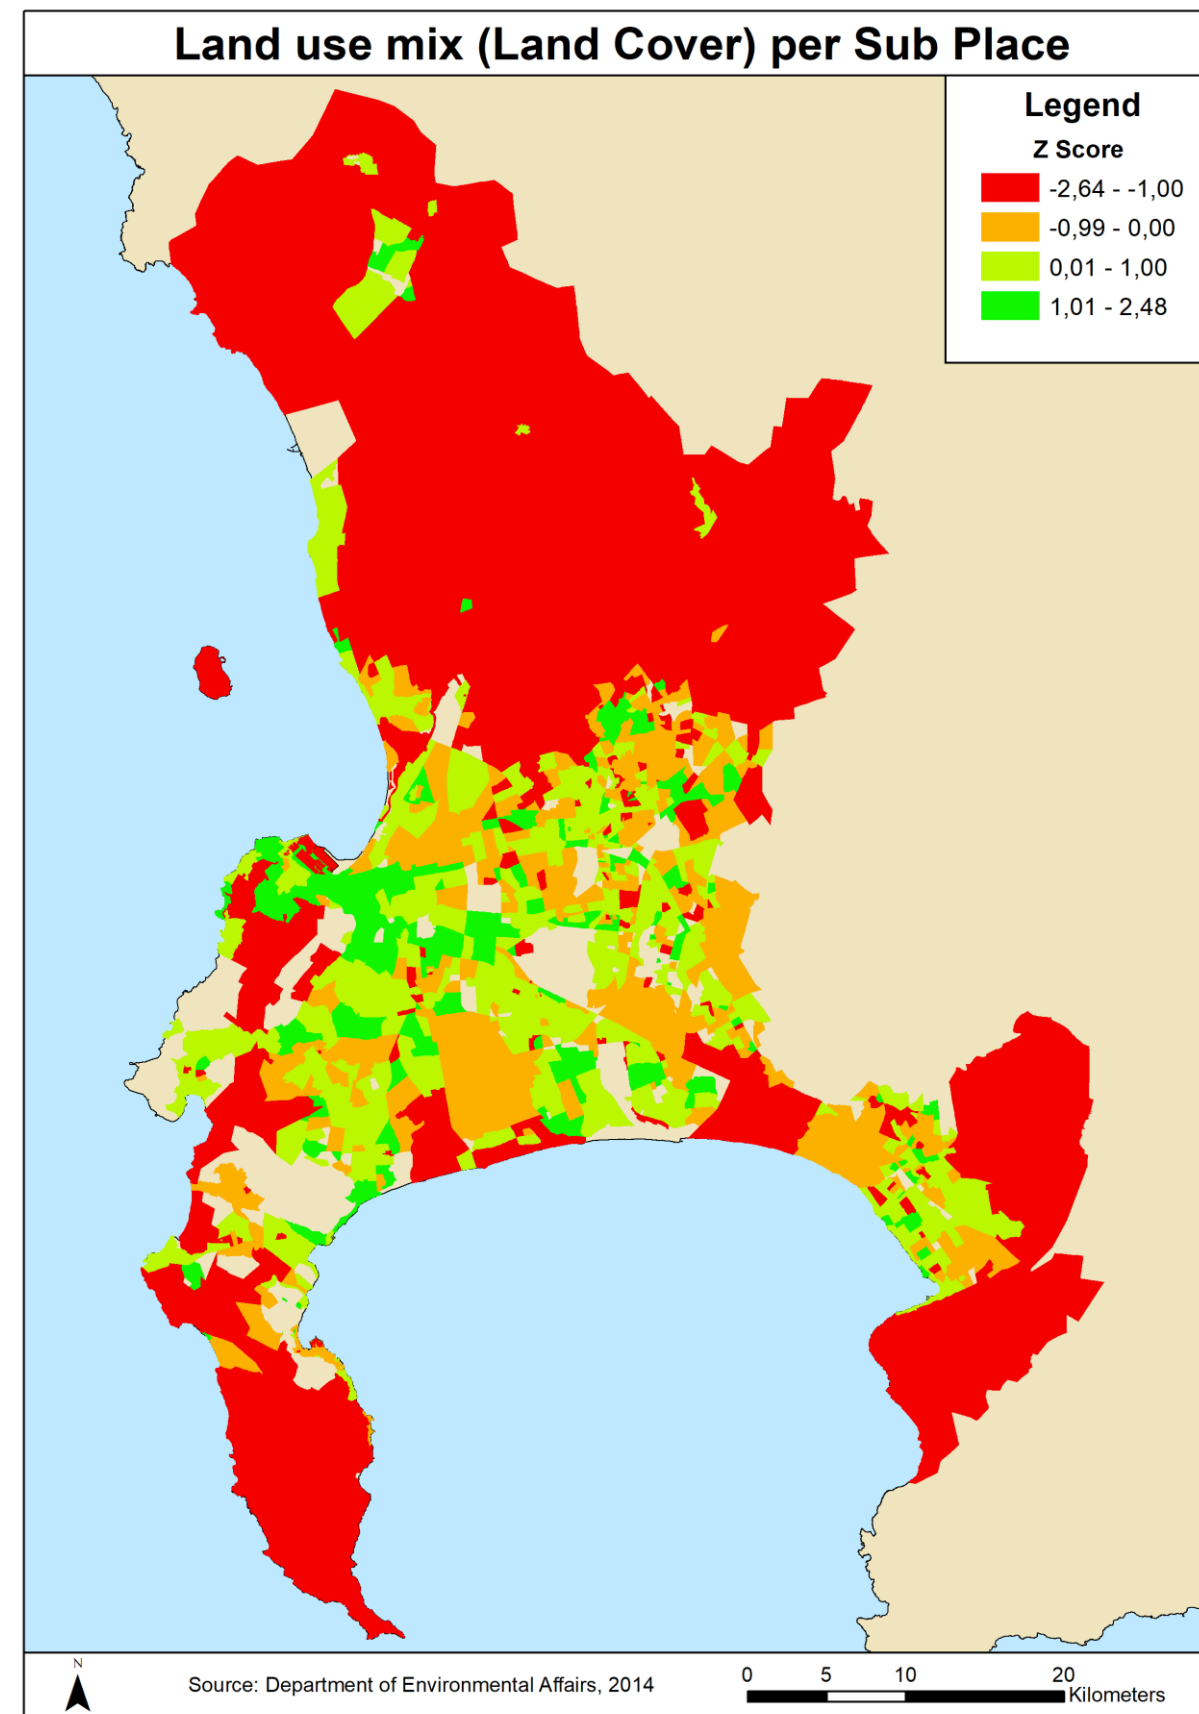 Land use mix (Land Cover) per Sub Place
Legend
Z Score
-2,64 - -1,00
-0,99 - 0,00
0,01 - 1,00
1,01 - 2,48
N
Source: Department of Environmental Affairs, 2014
0 5 10 20
Kilometers